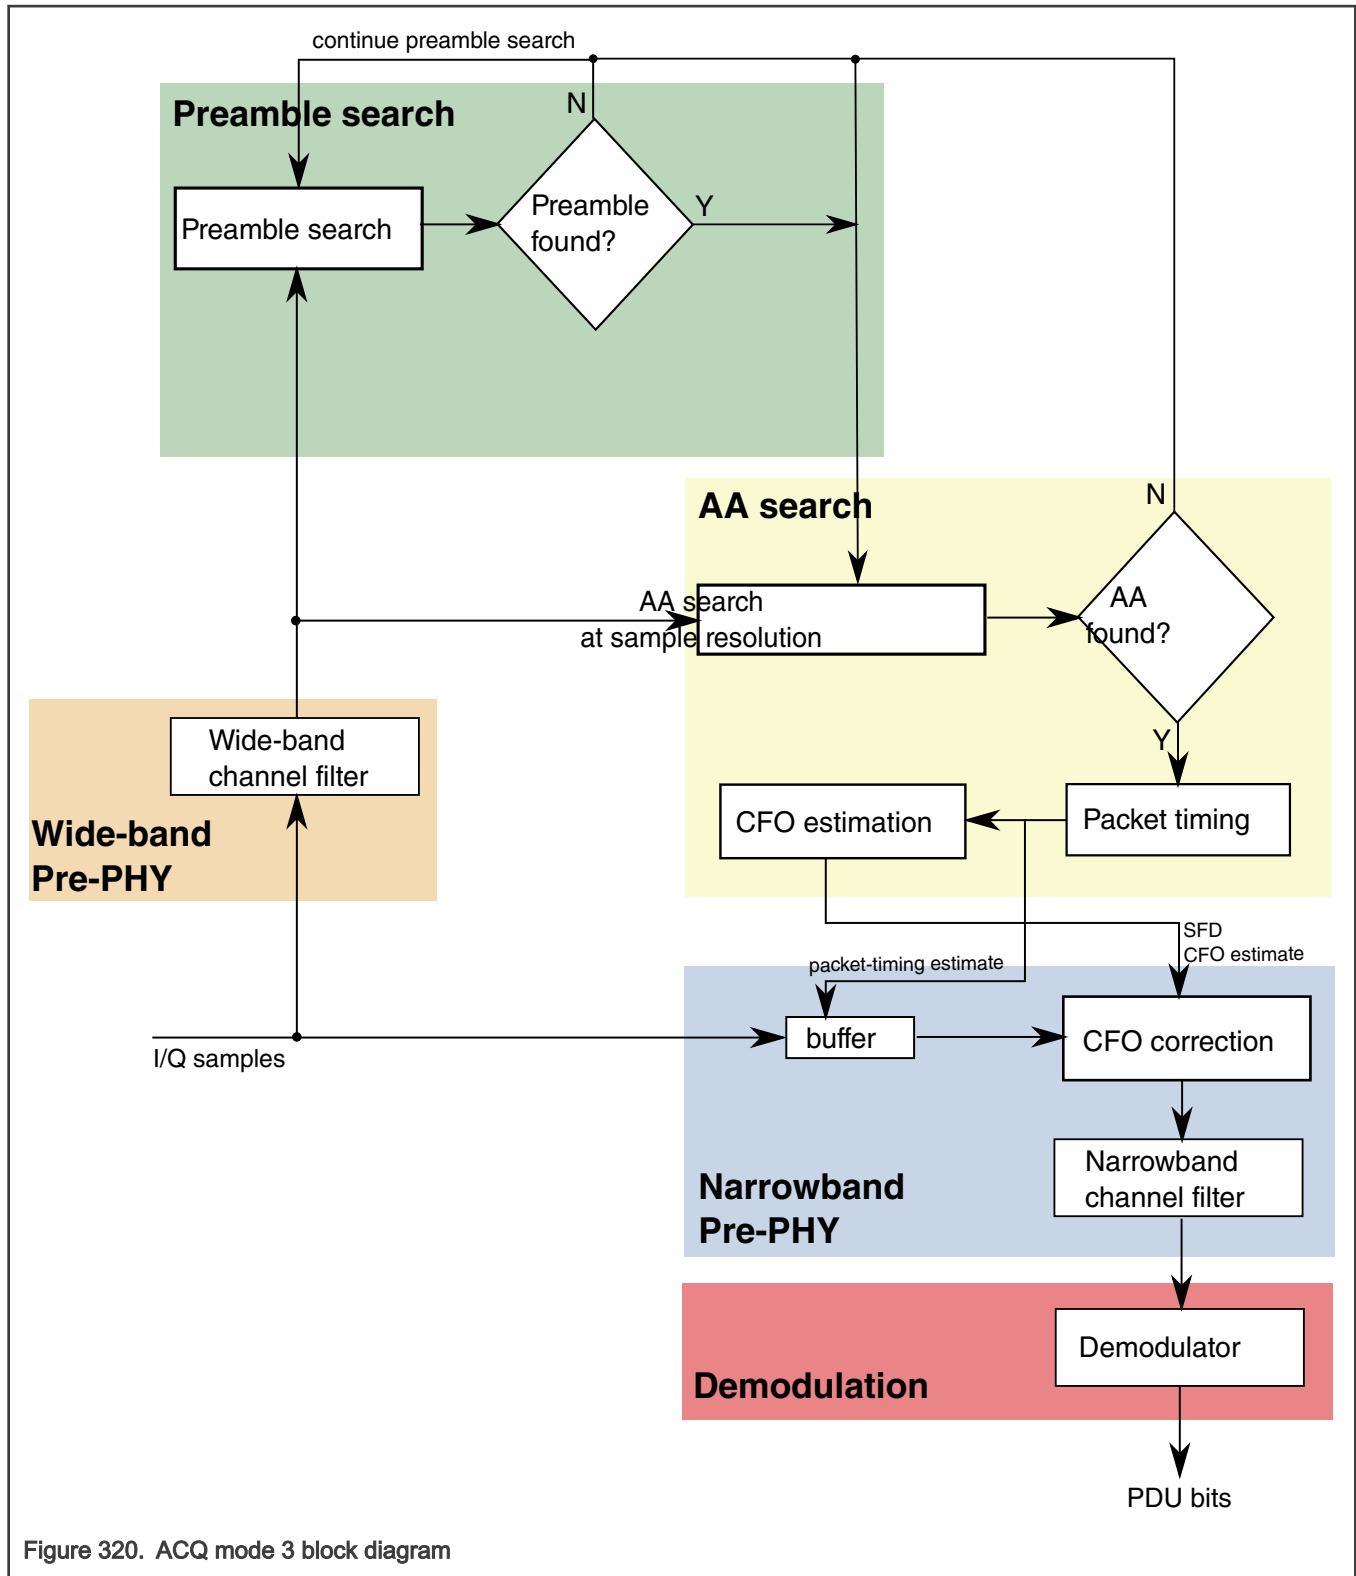 continue preamble search
Preamble search
N
Preamble search
Preamble
found?
Y
AA search
N
AA search
at sample resolution
AA
found?
Y
Wide-band
channel filter
Wide-band
Pre-PHY
CFO estimation
Packet timing
SFD
CFO estimate
packet-timing estimate
I/Q samples
buffer
CFO correction
Narrowband
channel filter
Narrowband
Pre-PHY
Demodulator
Demodulation
PDU bits
Figure 320. ACQ mode 3 block diagram